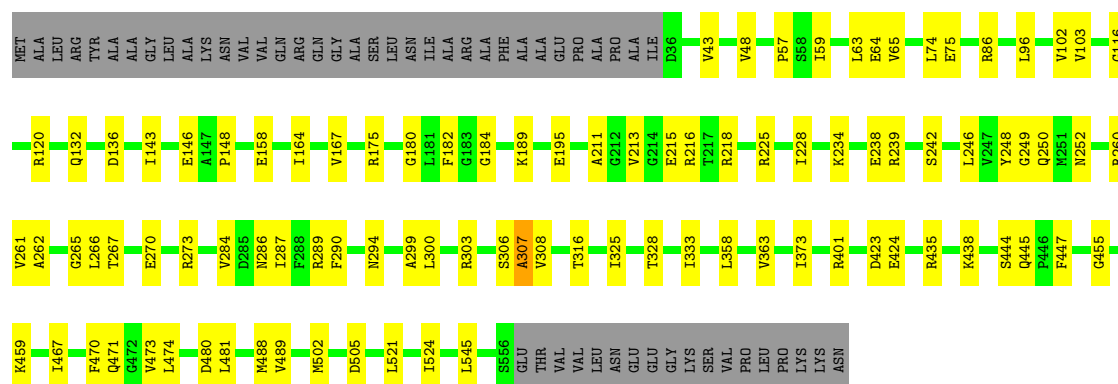 MET ALA LEU ARG TYR ALA ALA GLY LEU ALA LYS ASN VAL VAL GLN ARG GLN GLY ALA SER LEU ASN ILE ALA ARG ALA PHE ALA ALA GLU PRO ALA PRO ALA ILE D36 V43 V48 P57 S58 I59 L63 E64 V65 L74 E75 R86 L96 V102 V103
R120 Q132 D136 I143 E146 A147 P148 E158 I164 V167 R175 G180 L181 F182 G183 G184 K189 E195 A211 G212 V213 G214 E215 R216 T217 R218 R225 I228 K234 E238 R239 S242 L246 V247 Y248 G249 Q250 M251 N252
V261 A262 G265 L266 T267 E270 R273 V284 D285 N286 I287 F288 R289 F290 N294 A299 L300 R303 S306 A307 V308 T316 I325 T328 I333 L358 V363 I373 R401 D423 E424 R435 K438 S444 Q445 P446 F447 G455
K459 I467 F470 Q471 G472 V473 L474 D480 L481 M488 V489 M502 D505 L521 I524 L545 S556 GLU THR VAL VAL LEU ASN GLU GLU GLY LYS SER VAL PRO LEU PRO LYS LYS ASN